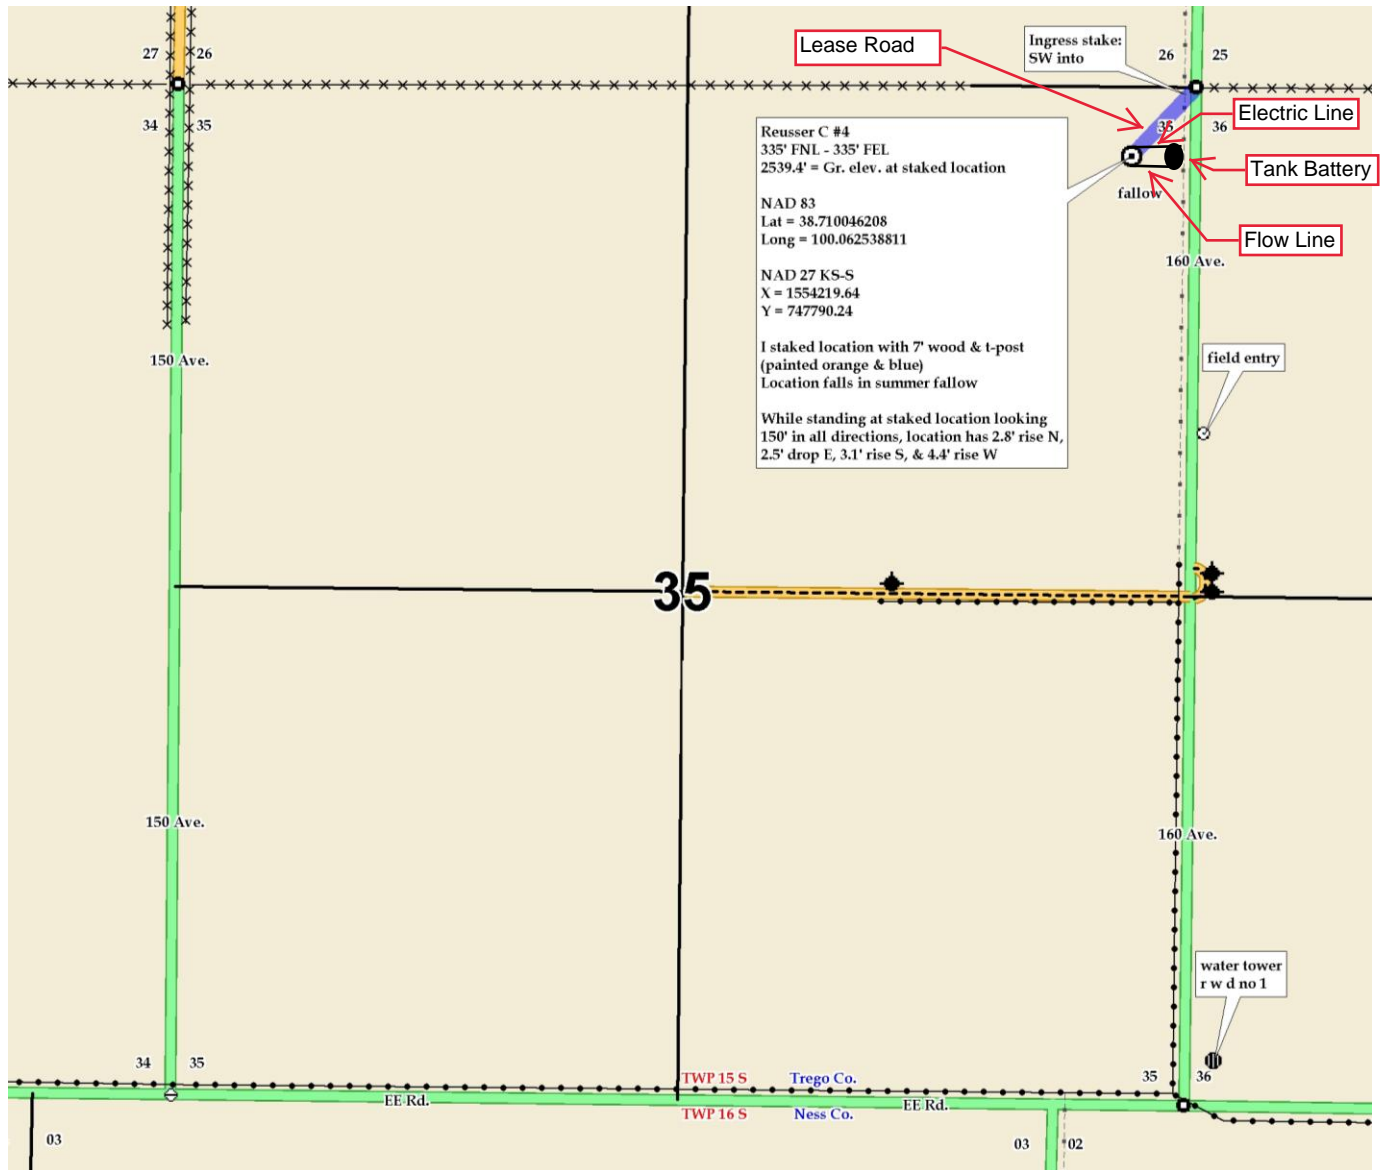 Lease Road
Ingress stake:
SW into
27
26
26
25
34
35
35
36
Electric Line
Tank Battery
Flow Line
Reusser C #4
335' FNL - 335' FEL
2539.4' = Gr. elev. at staked location
NAD 83
Lat = 38.710046208
Long = 100.062538811
NAD 27 KS-S
X = 1554219.64
Y = 747790.24
I staked location with 7' wood & t-post
(painted orange & blue)
Location falls in summer fallow
While standing at staked location looking
150' in all directions, location has 2.8' rise N,
2.5' drop E, 3.1' rise S, & 4.4' rise W
fallow
160 Ave.
150 Ave.
field entry
35
150 Ave.
160 Ave.
water tower
r w d no 1
34
35
35
36
TWP 15 S
Trego Co.
EE Rd.
EE Rd.
TWP 16 S
Ness Co.
03
03
02